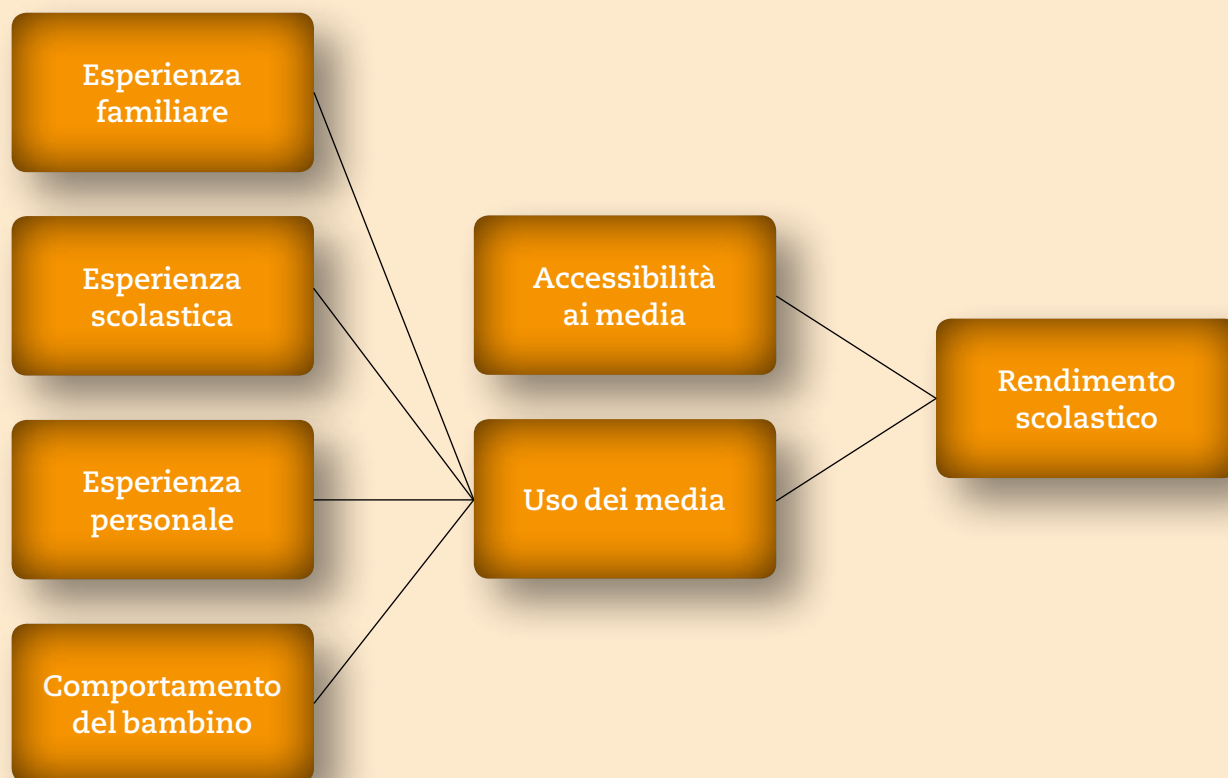 Esperienza
familiare
Esperienza
scolastica
Esperienza
personale
Comportamento
del bambino
Accessibilità
ai media
Uso dei media
Rendimento
scolastico